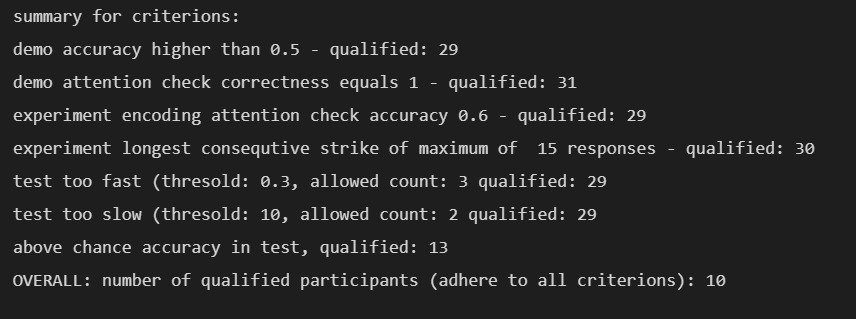 summary for criterions:
demo accuracy higher than 0.5 - qualified: 29
demo attention check correctness equals 1 - qualified: 31
experiment encoding attention check accuracy 0.6 - qualified: 29
experiment longest consequtive strike of maximum of  15 responses - qualified: 30
test too fast (thresold: 0.3, allowed count: 3 qualified: 29
test too slow (thresold: 10, allowed count: 2 qualified: 29
above chance accuracy in test, qualified: 13
OVERALL: number of qualified participants (adhere to all criterions): 10